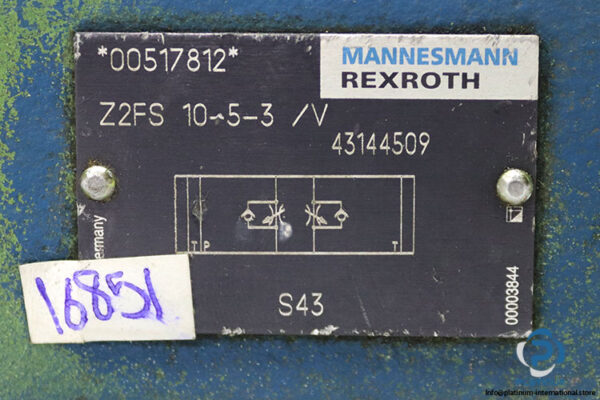 *00517812*
MANNESMANN
REXROTH
Z2FS 10-5-3 /V
43144509
T P T
ermany
S43
00003844
16851
info@platinum-international.store